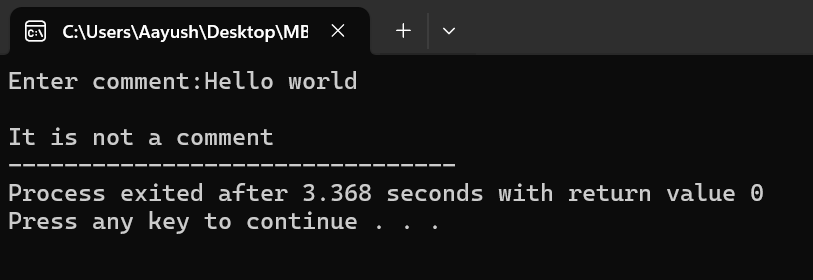 C:\Users\Aayush\Desktop\MB
Enter comment:Hello world
It is not a comment
--------------------------------
Process exited after 3.368 seconds with return value 0
Press any key to continue . . .